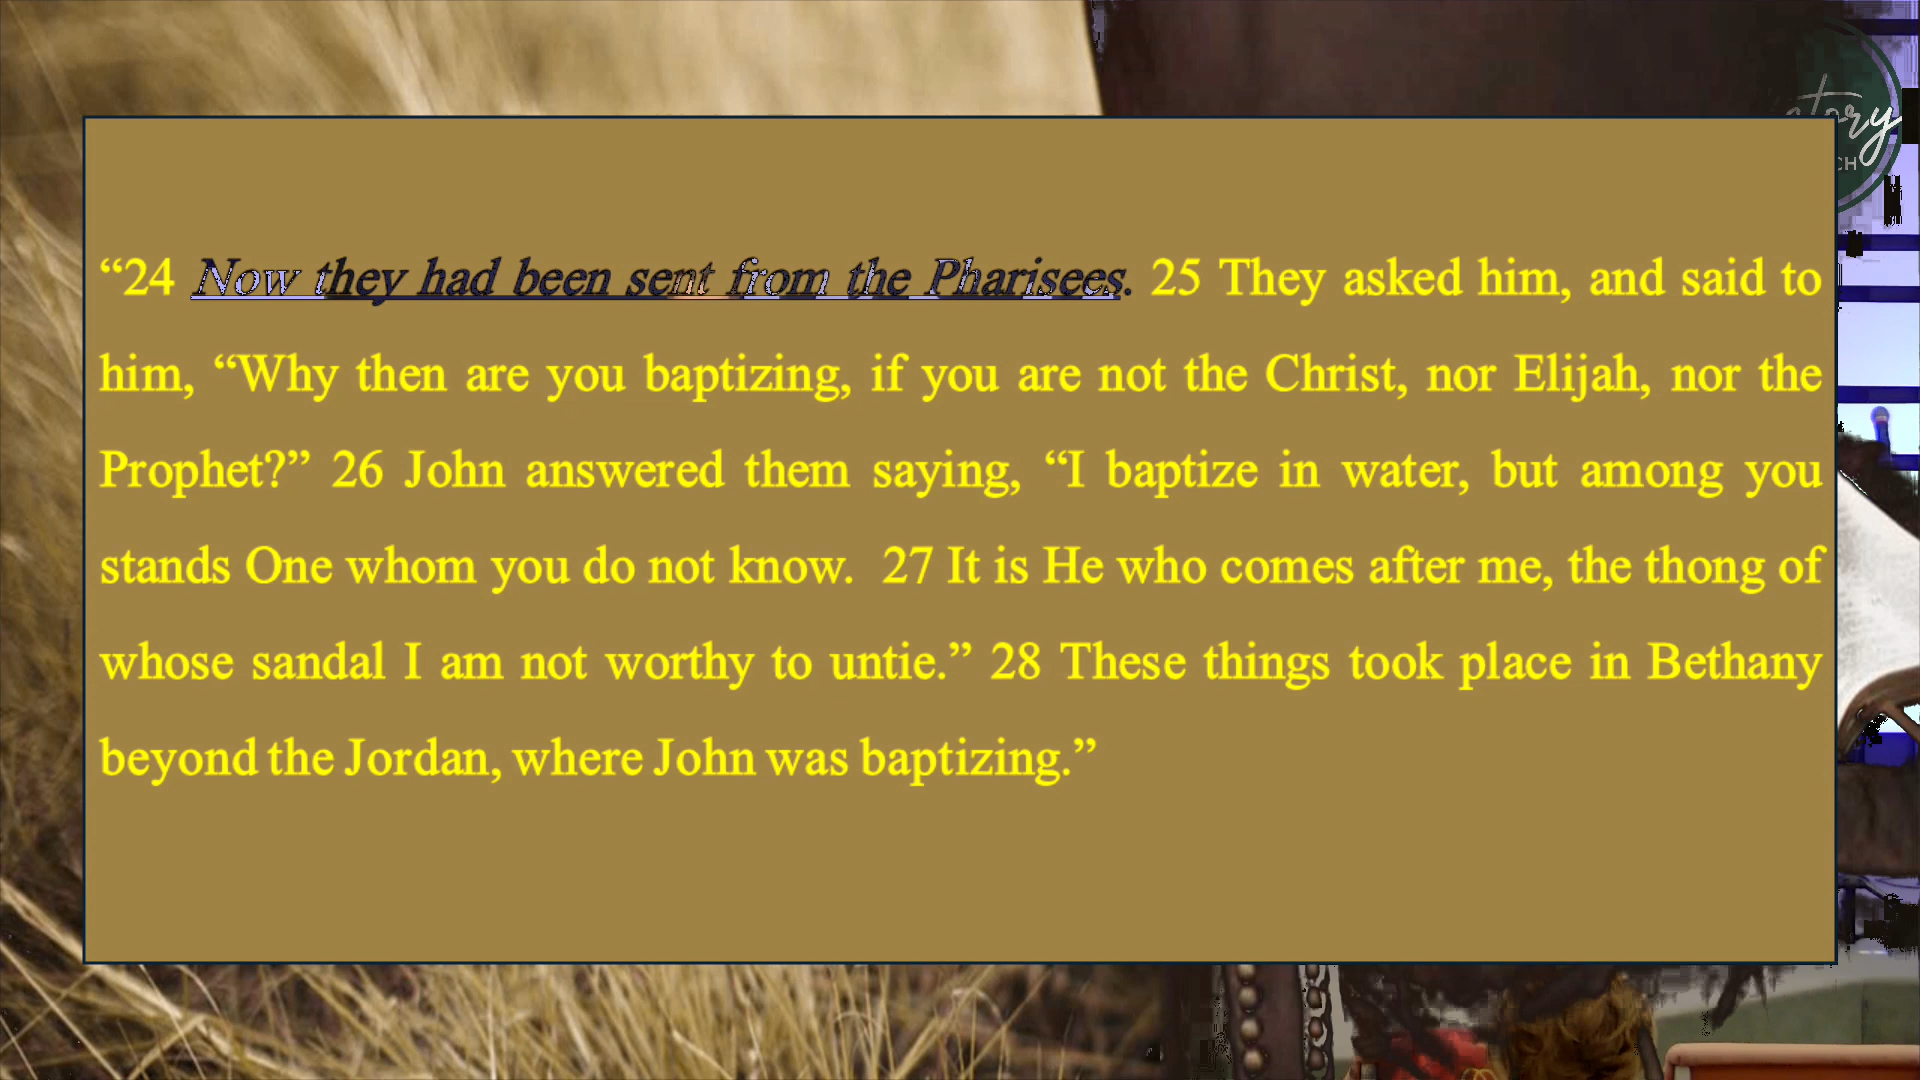 “24 Now they had been sent from the Pharisees. 25 They asked him, and said to
him, “Why then are you baptizing, if you are not the Christ, nor Elijah, nor the
Prophet?” 26 John answered them saying, “I baptize in water, but among you
stands One whom you do not know.  27 It is He who comes after me, the thong of
whose sandal I am not worthy to untie.” 28 These things took place in Bethany
beyond the Jordan, where John was baptizing.”